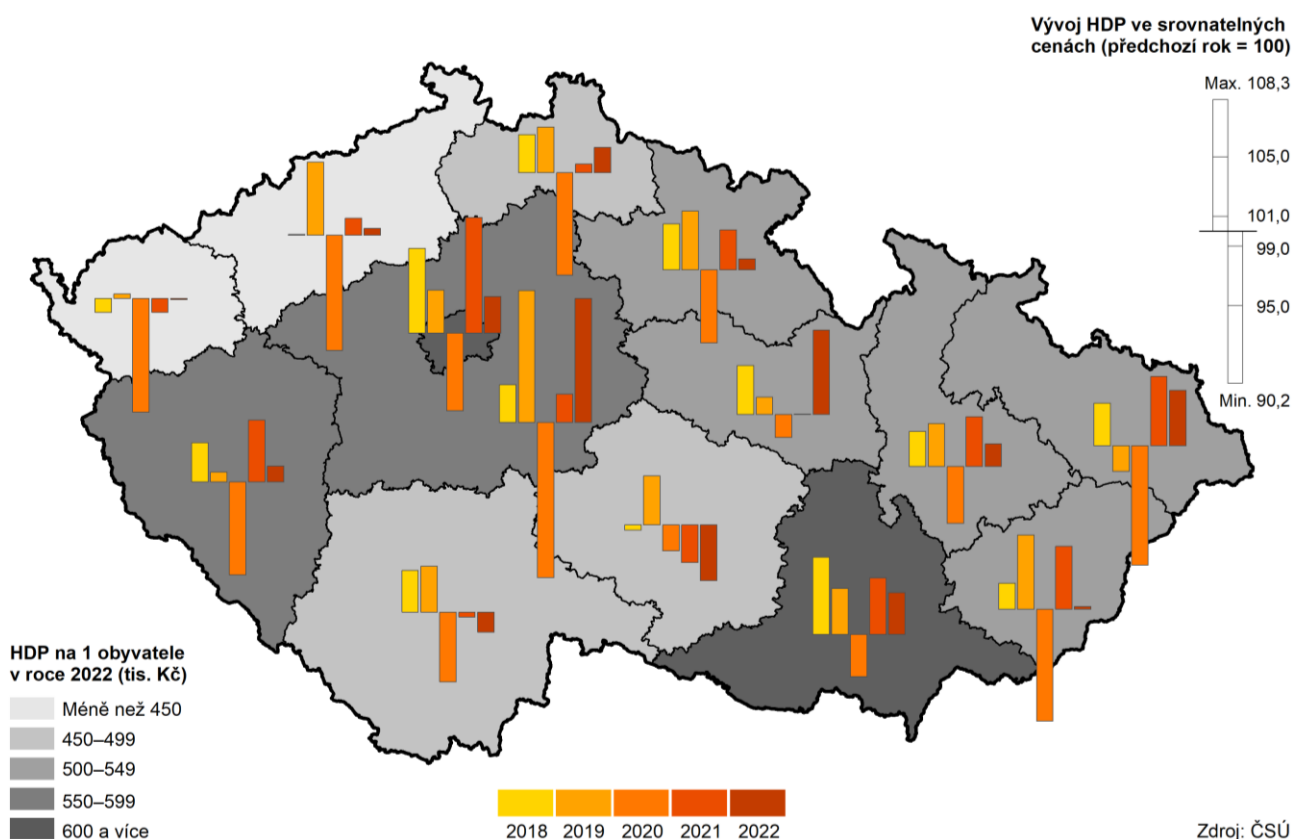 Vývoj HDP ve srovnatelných
cenách (předchozí rok = 100)
Max. 108,3
105,0
101,0
99,0
95,0
Min. 90,2
HDP na 1 obyvatele
v roce 2022 (tis. Kč)
Méně než 450
450–499
500–549
550–599
600 a více
2018 2019 2020 2021 2022
Zdroj: ČSÚ